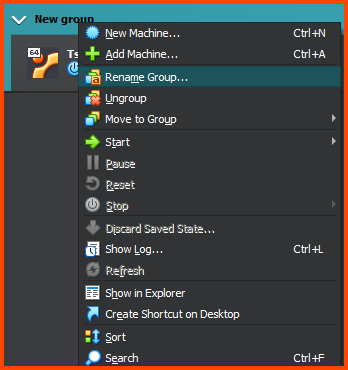 New group
New Machine... Ctrl+N
Add Machine... Ctrl+A
64
Ts
Rename Group...
Ungroup
Move to Group
Start
Pause
Reset
Stop
Discard Saved State...
Show Log... Ctrl+L
Refresh
Show in Explorer
Create Shortcut on Desktop
Sort
Search Ctrl+F